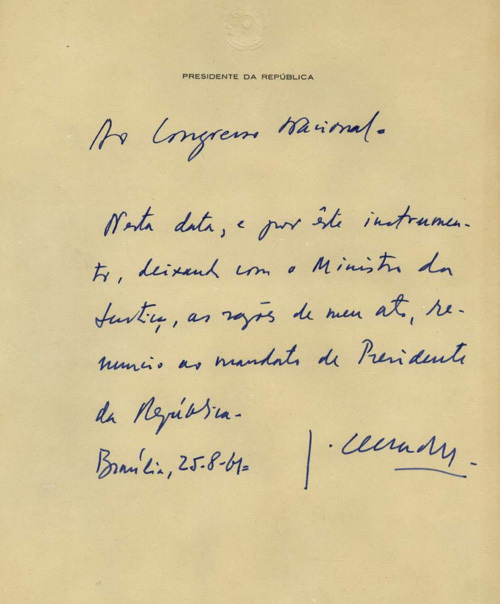 PRESIDENTE DA REPÚBLICA
Ao Congresso Nacional.
Nesta data, e por êste instrumen-
to, deixando com o Ministro da
Justiça, as razões de meu ato, re-
nuncio ao mandato de Presidente
da República.
Brasília, 25-8-61.
J. Quadros.